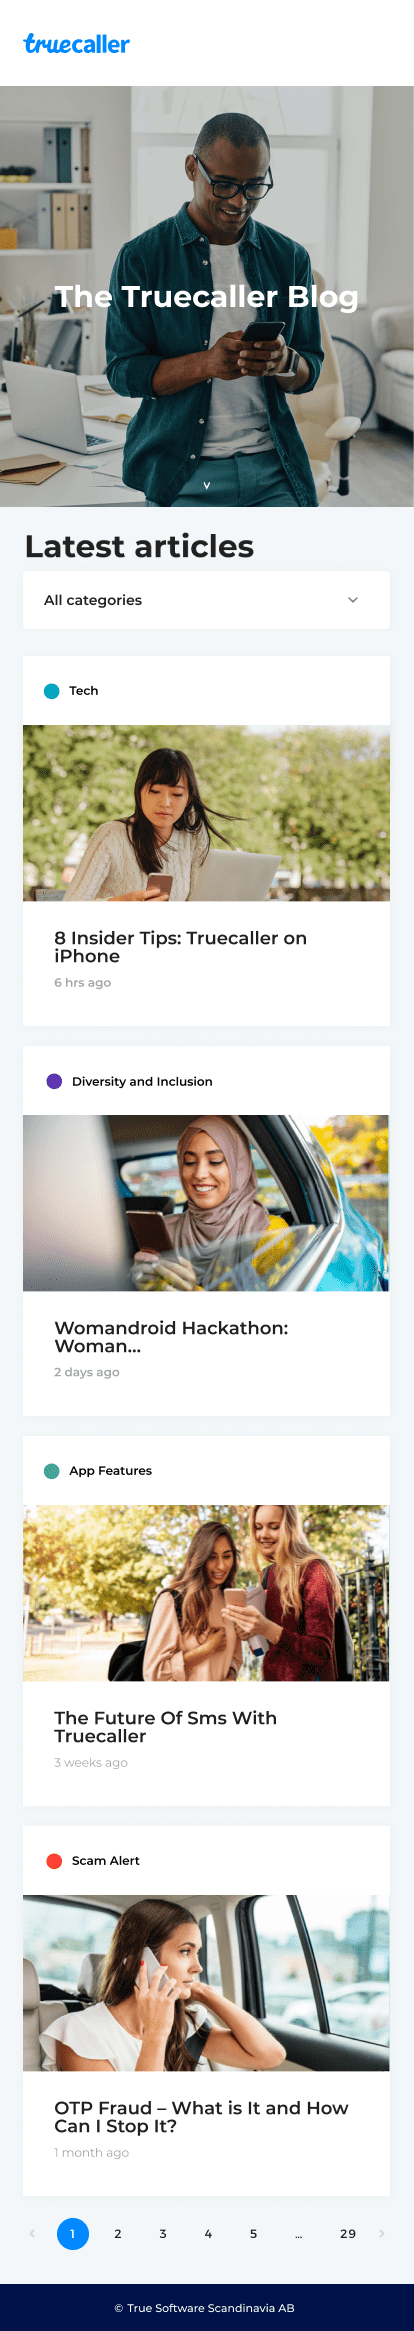 truecaller
The Truecaller Blog
Latest articles
All categories
Tech
8 Insider Tips: Truecaller on
iPhone
6 hrs ago
Diversity and Inclusion
Womandroid Hackathon:
Woman...
2 days ago
App Features
The Future Of Sms With
Truecaller
3 weeks ago
Scam Alert
OTP Fraud – What is It and How
Can I Stop It?
1 month ago
1 2 3 4 5 ... 29
© True Software Scandinavia AB